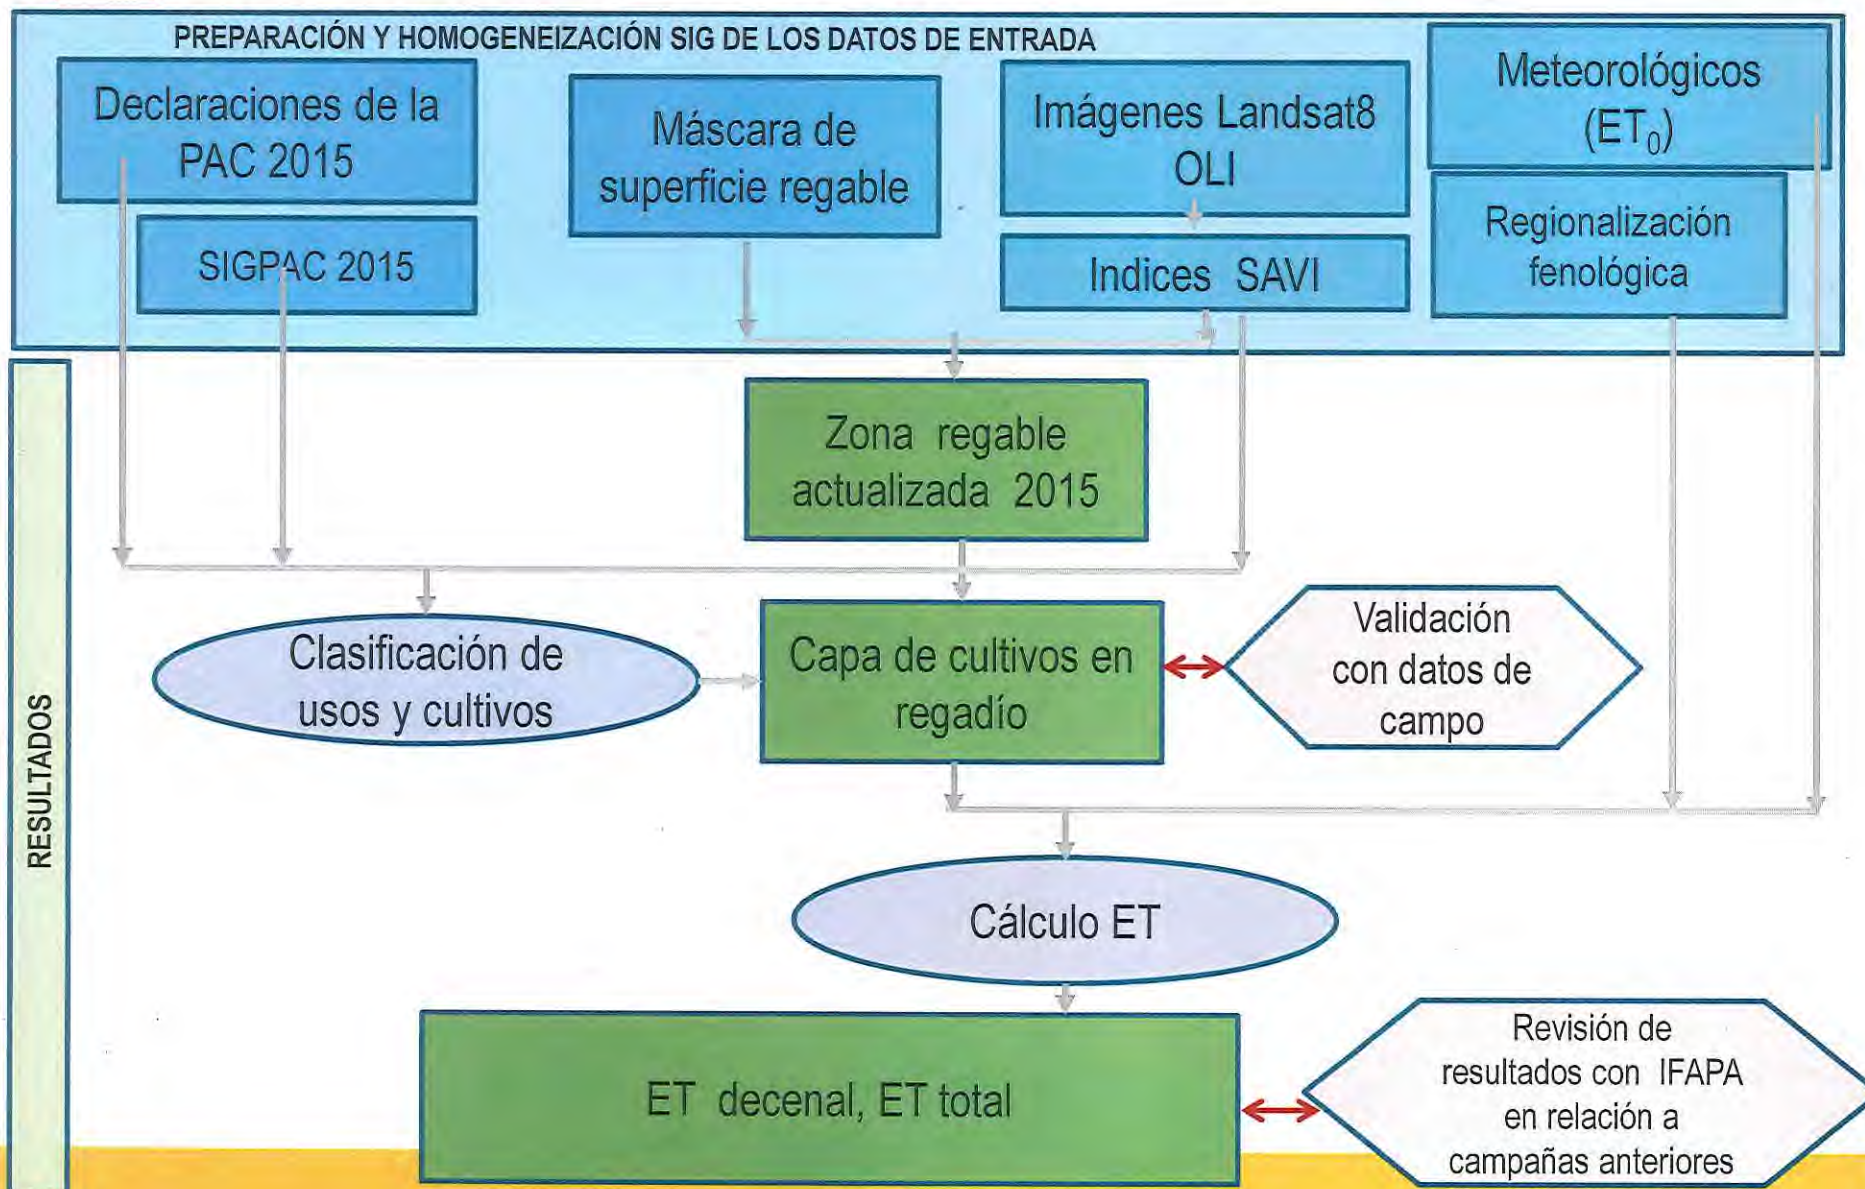 PREPARACIÓN Y HOMOGENEIZACIÓN SIG DE LOS DATOS DE ENTRADA
Declaraciones de la
PAC 2015
SIGPAC 2015
Máscara de
superficie regable
Imágenes Landsat8
OLI
Indices SAVI
Meteorológicos
(ET₀)
Regionalización
fenológica
RESULTADOS
Zona regable
actualizada 2015
Clasificación de
usos y cultivos
Capa de cultivos en
regadío
Validación
con datos de
campo
Cálculo ET
ET decenal, ET total
Revisión de
resultados con IFAPA
en relación a
campañas anteriores